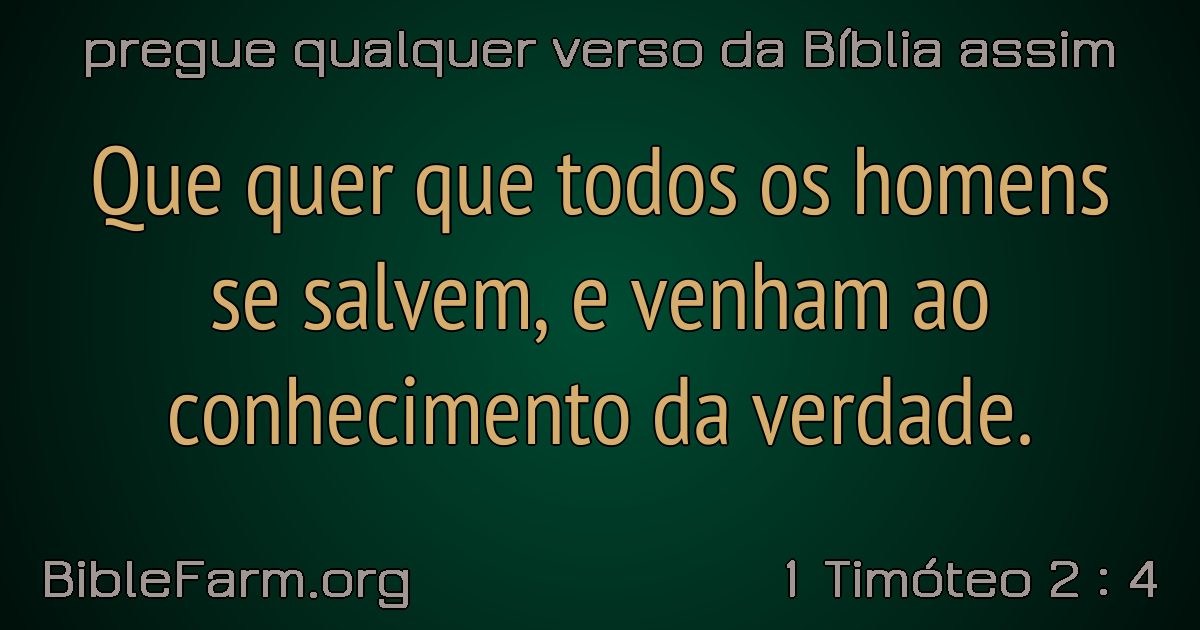 pregue qualquer verso da Bíblia assim
Que quer que todos os homens
se salvem, e venham ao
conhecimento da verdade.
BibleFarm.org
1 Timóteo 2 : 4